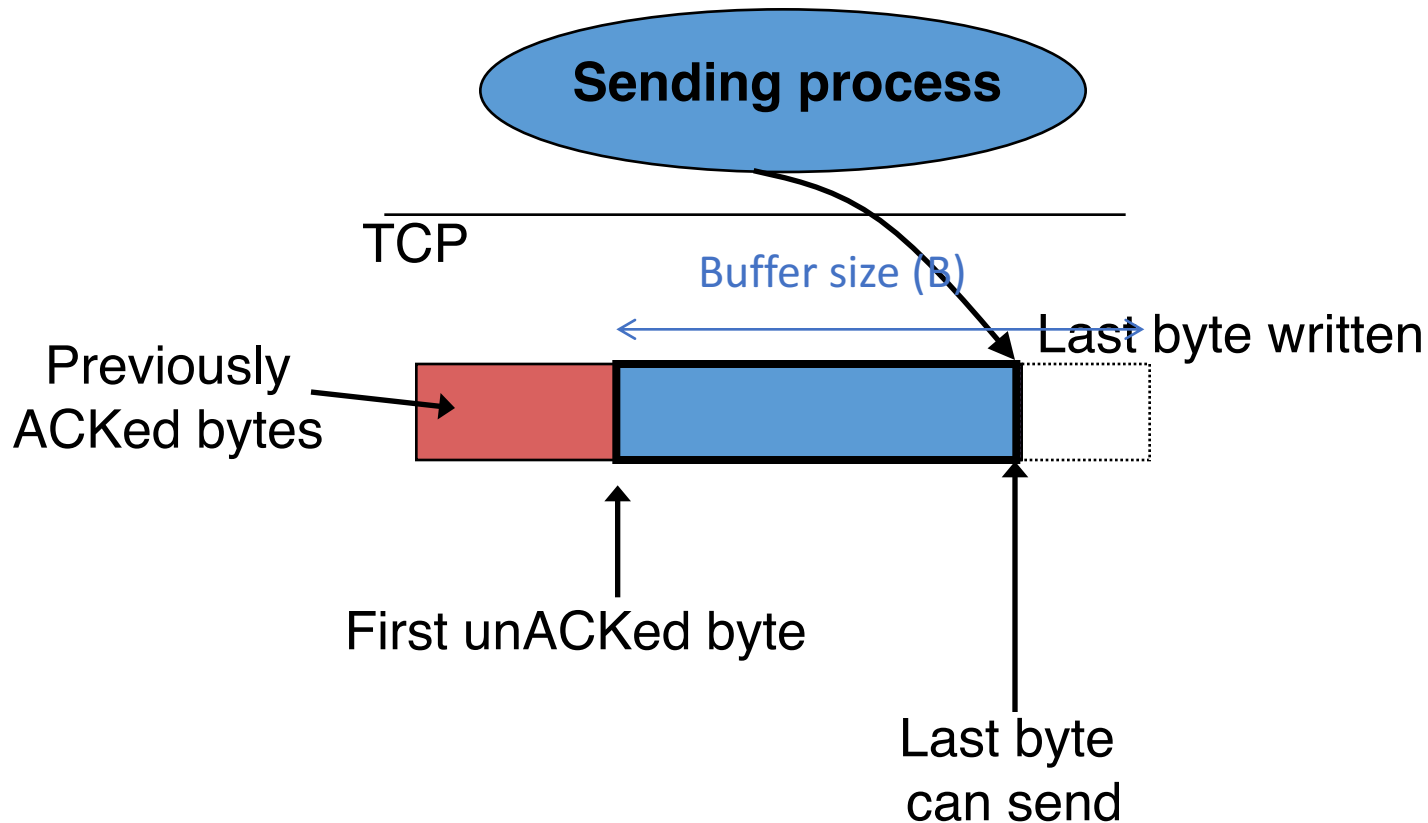 Sending process
TCP
Buffer size (B)
Last byte written
Previously
ACKed bytes
First unACKed byte
Last byte
can send